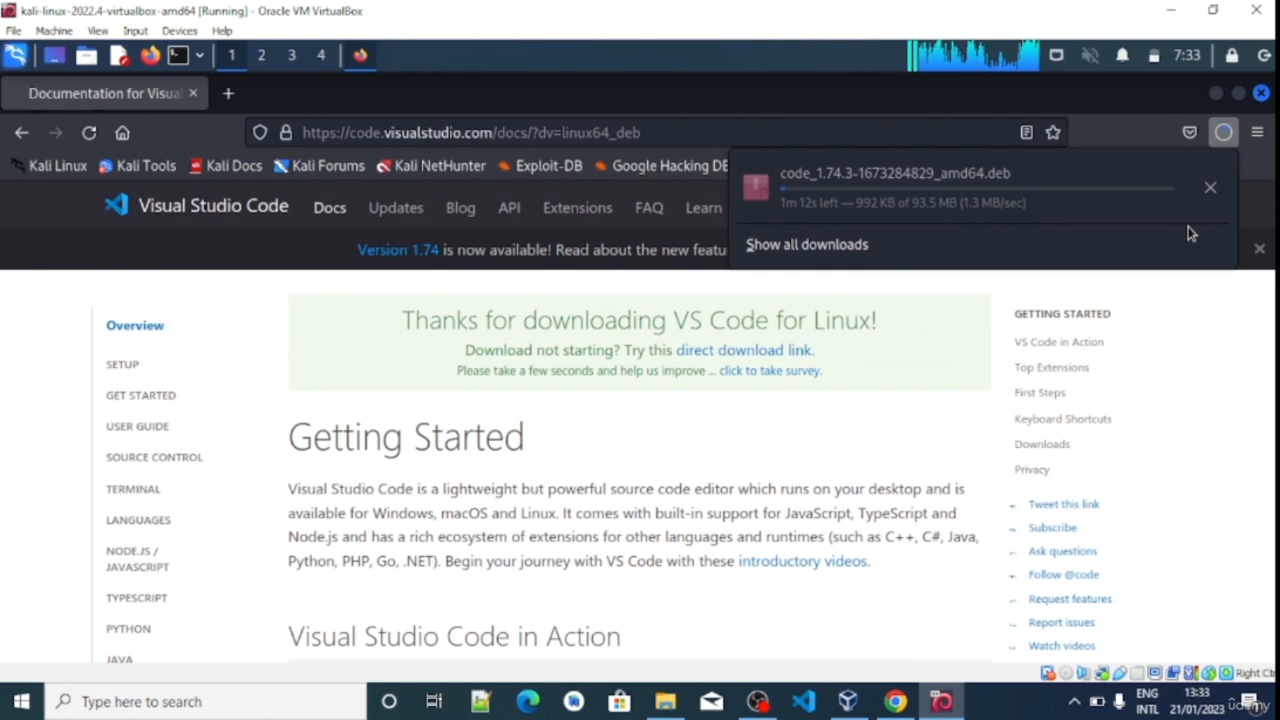 kali-linux-2022.4-virtualbox-amd64 [Running] - Oracle VM VirtualBox
File Machine View Input Devices Help
1 2 3 4 7:33
Documentation for Visua
https://code.visualstudio.com/docs/?dv=linux64_deb
Kali Linux Kali Tools Kali Docs Kali Forums Kali NetHunter Exploit-DB Google Hacking DB
code_1.74.3-1673284829_amd64.deb
1m 12s left — 992 KB of 93.5 MB (1.3 MB/sec)
Show all downloads
Visual Studio Code Docs Updates Blog API Extensions FAQ Learn
Version 1.74 is now available! Read about the new featu
Thanks for downloading VS Code for Linux!
Download not starting? Try this direct download link.
Please take a few seconds and help us improve ... click to take survey.
Overview
SETUP
GET STARTED
USER GUIDE
SOURCE CONTROL
TERMINAL
LANGUAGES
NODE.JS /
JAVASCRIPT
TYPESCRIPT
PYTHON
JAVA
Getting Started
Visual Studio Code is a lightweight but powerful source code editor which runs on your desktop and is
available for Windows, macOS and Linux. It comes with built-in support for JavaScript, TypeScript and
Node.js and has a rich ecosystem of extensions for other languages and runtimes (such as C++, C#, Java,
Python, PHP, Go, .NET). Begin your journey with VS Code with these introductory videos.
Visual Studio Code in Action
GETTING STARTED
VS Code in Action
Top Extensions
First Steps
Keyboard Shortcuts
Downloads
Privacy
Tweet this link
Subscribe
Ask questions
Follow @code
Request features
Report issues
Watch videos
Right Ct
Type here to search
ENG
INTL
13:33
21/01/2023
udemy